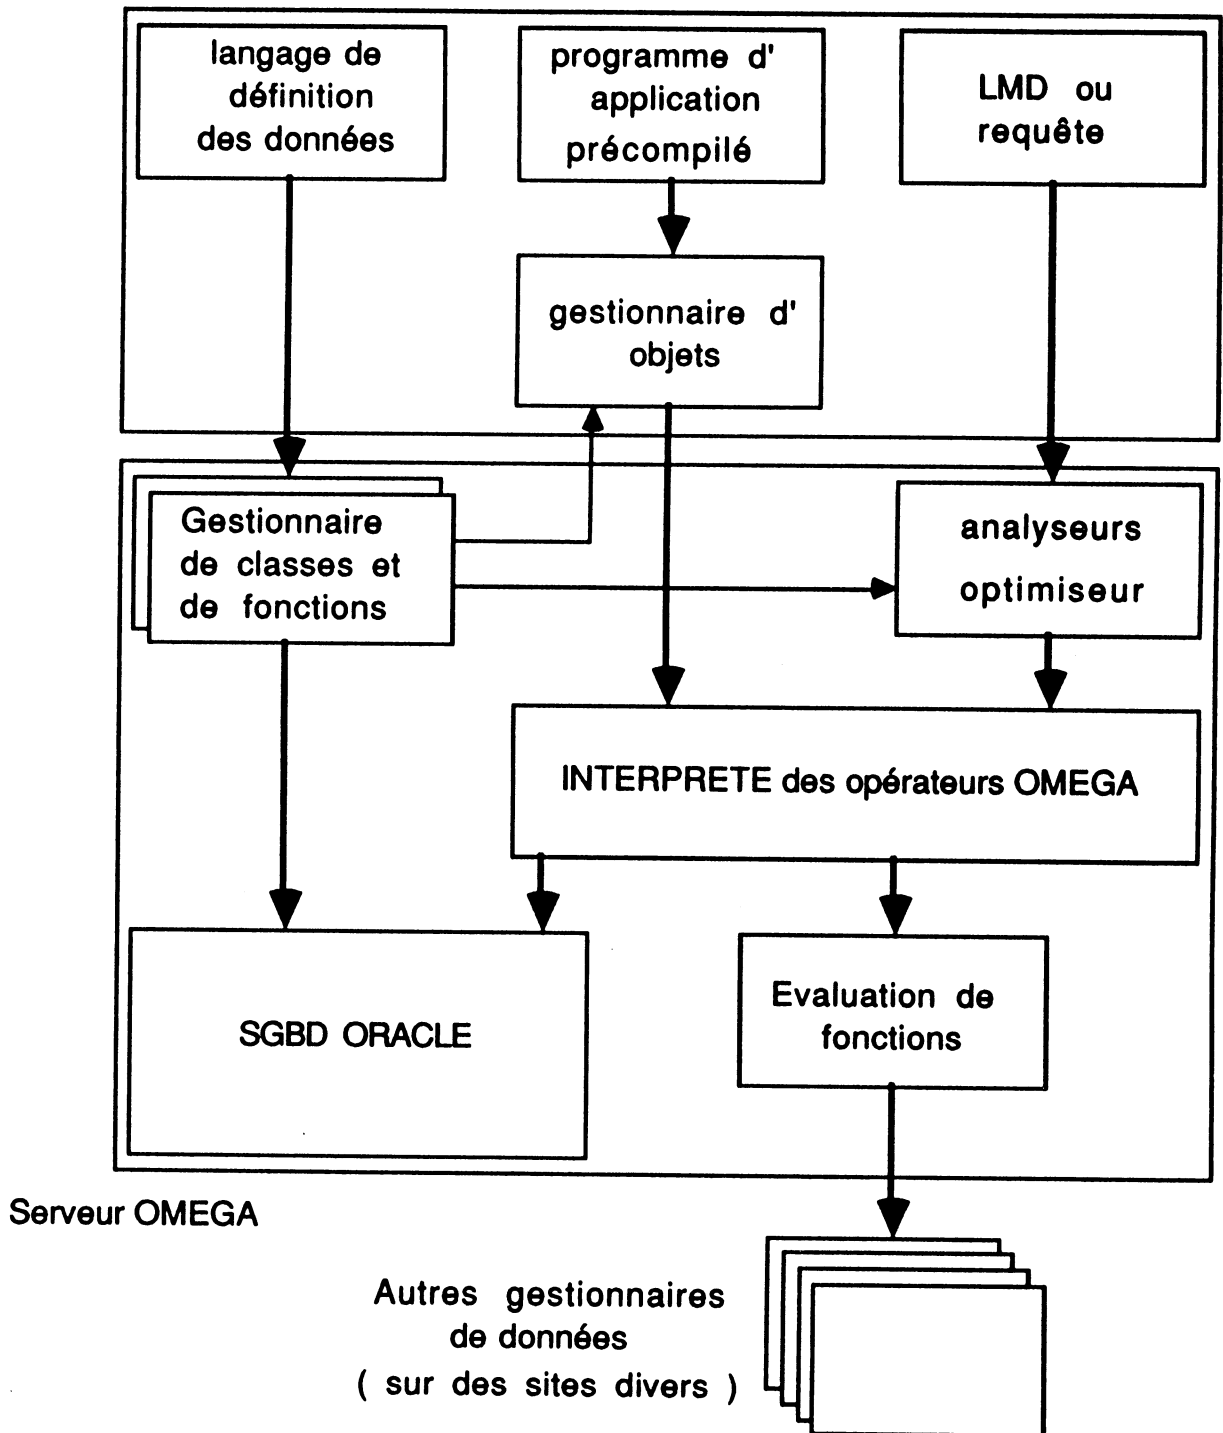 langage de
définition
des données
programme d'
application
précompilé
LMD ou
requête
gestionnaire d'
objets
Gestionnaire
de classes et
de fonctions
analyseurs
optimiseur
INTERPRETE des opérateurs OMEGA
SGBD ORACLE
Evaluation de
fonctions
Serveur OMEGA
Autres gestionnaires
de données
( sur des sites divers )